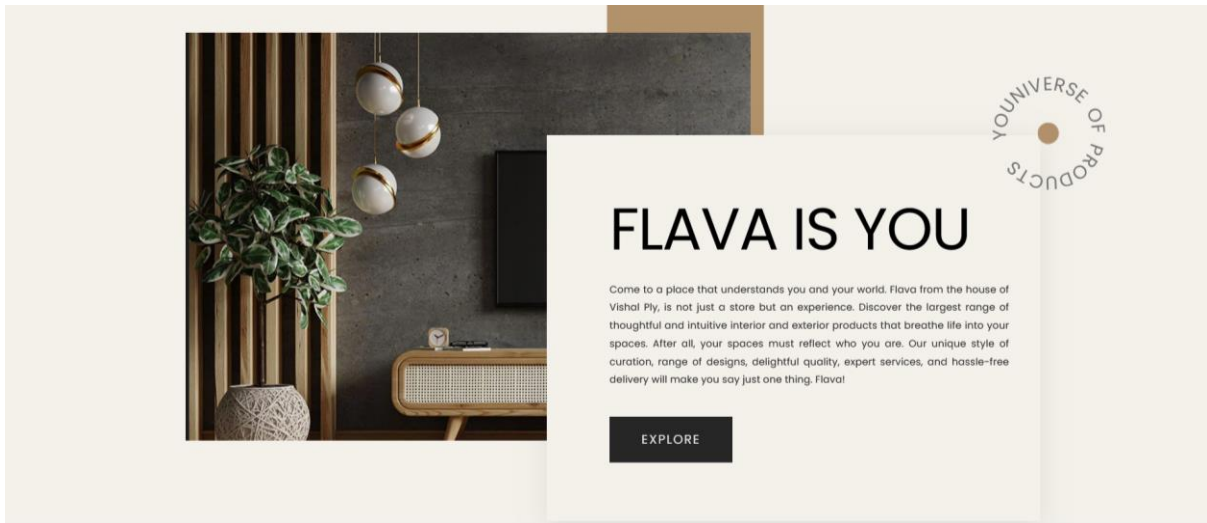 YOUNIVERSE OF PRODUCTS
FLAVA IS YOU
Come to a place that understands you and your world. Flava from the house of
Vishal Ply, is not just a store but an experience. Discover the largest range of
thoughtful and intuitive interior and exterior products that breathe life into your
spaces. After all, your spaces must reflect who you are. Our unique style of
curation, range of designs, delightful quality, expert services, and hassle-free
delivery will make you say just one thing. Flava!
EXPLORE